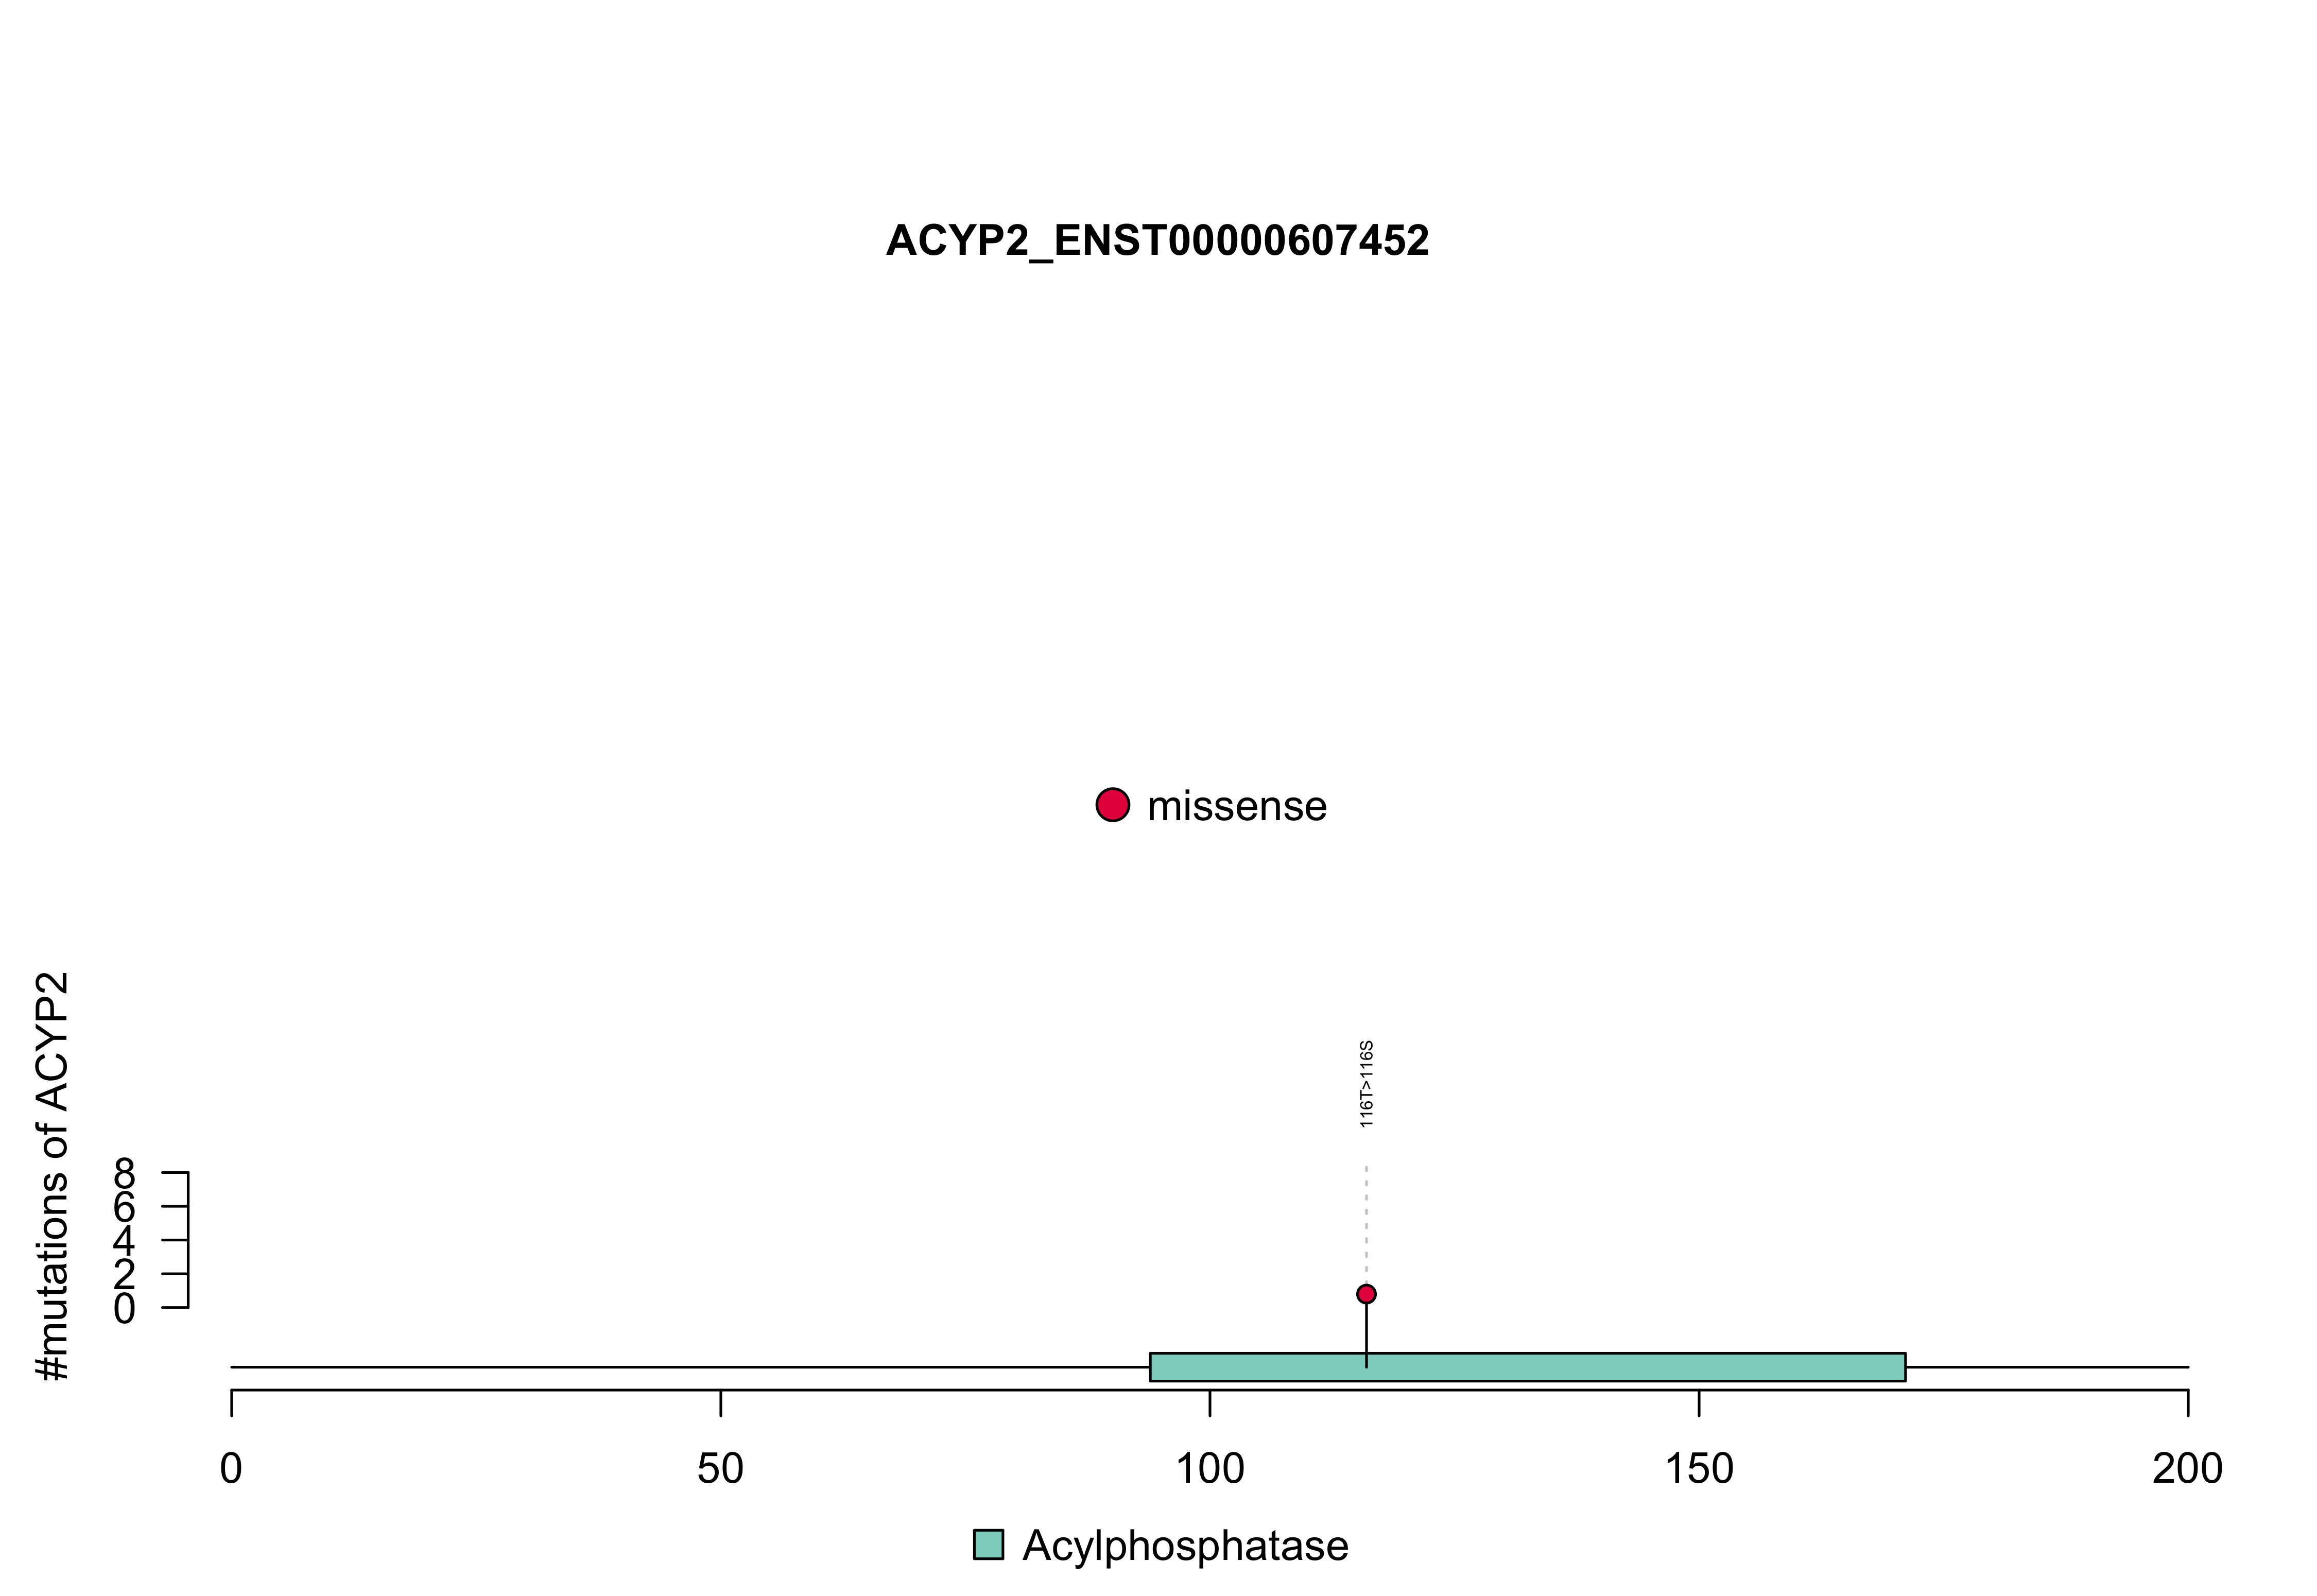 ACYP2_ENST00000607452
missense
#mutations of ACYP2
116T>116S
8
6
4
2
0
0 50 100 150 200
Acylphosphatase